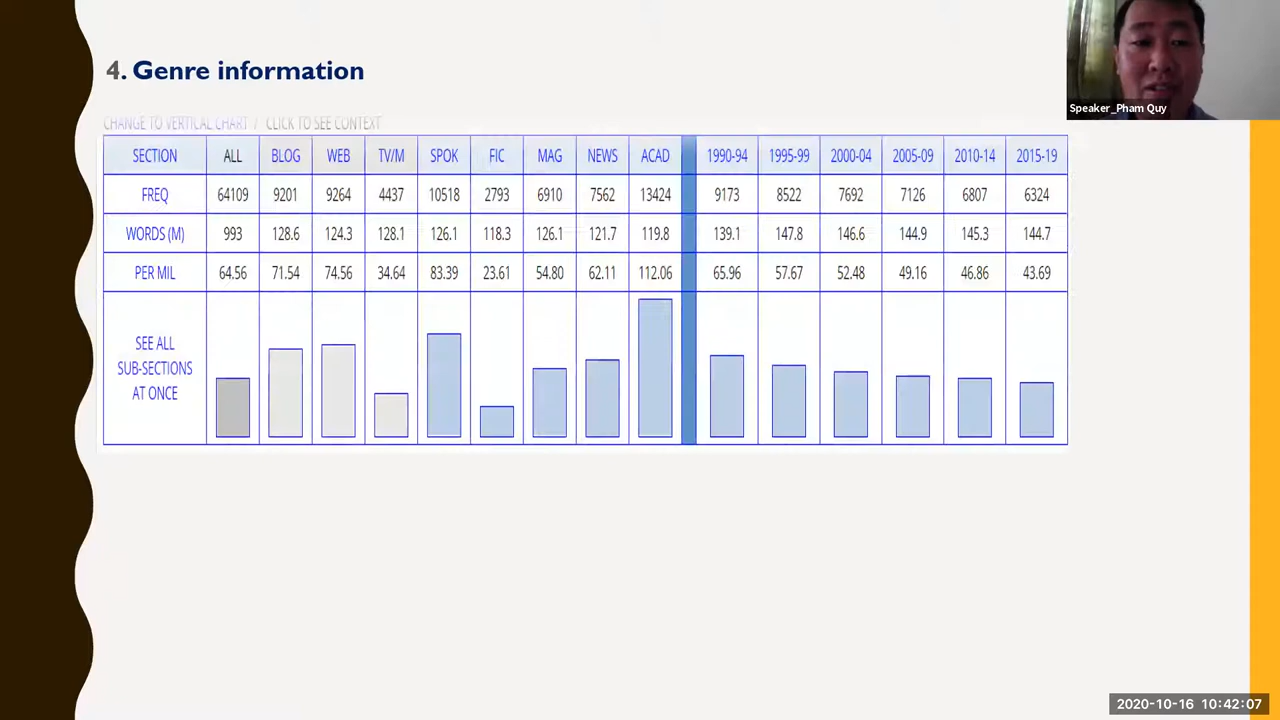 4. Genre information
Speaker_Pham Quy
CHANGE TO VERTICAL CHART / CLICK TO SEE CONTEXT
SECTION ALL BLOG WEB TV/M SPOK FIC MAG NEWS ACAD 1990-94 1995-99 2000-04 2005-09 2010-14 2015-19
FREQ 64109 9201 9264 4437 10518 2793 6910 7562 13424 9173 8522 7692 7126 6807 6324
WORDS (M) 993 128.6 124.3 128.1 126.1 118.3 126.1 121.7 119.8 139.1 147.8 146.6 144.9 145.3 144.7
PER MIL 64.56 71.54 74.56 34.64 83.39 23.61 54.80 62.11 112.06 65.96 57.67 52.48 49.16 46.86 43.69
SEE ALL
SUB-SECTIONS
AT ONCE
2020-10-16 10:42:07